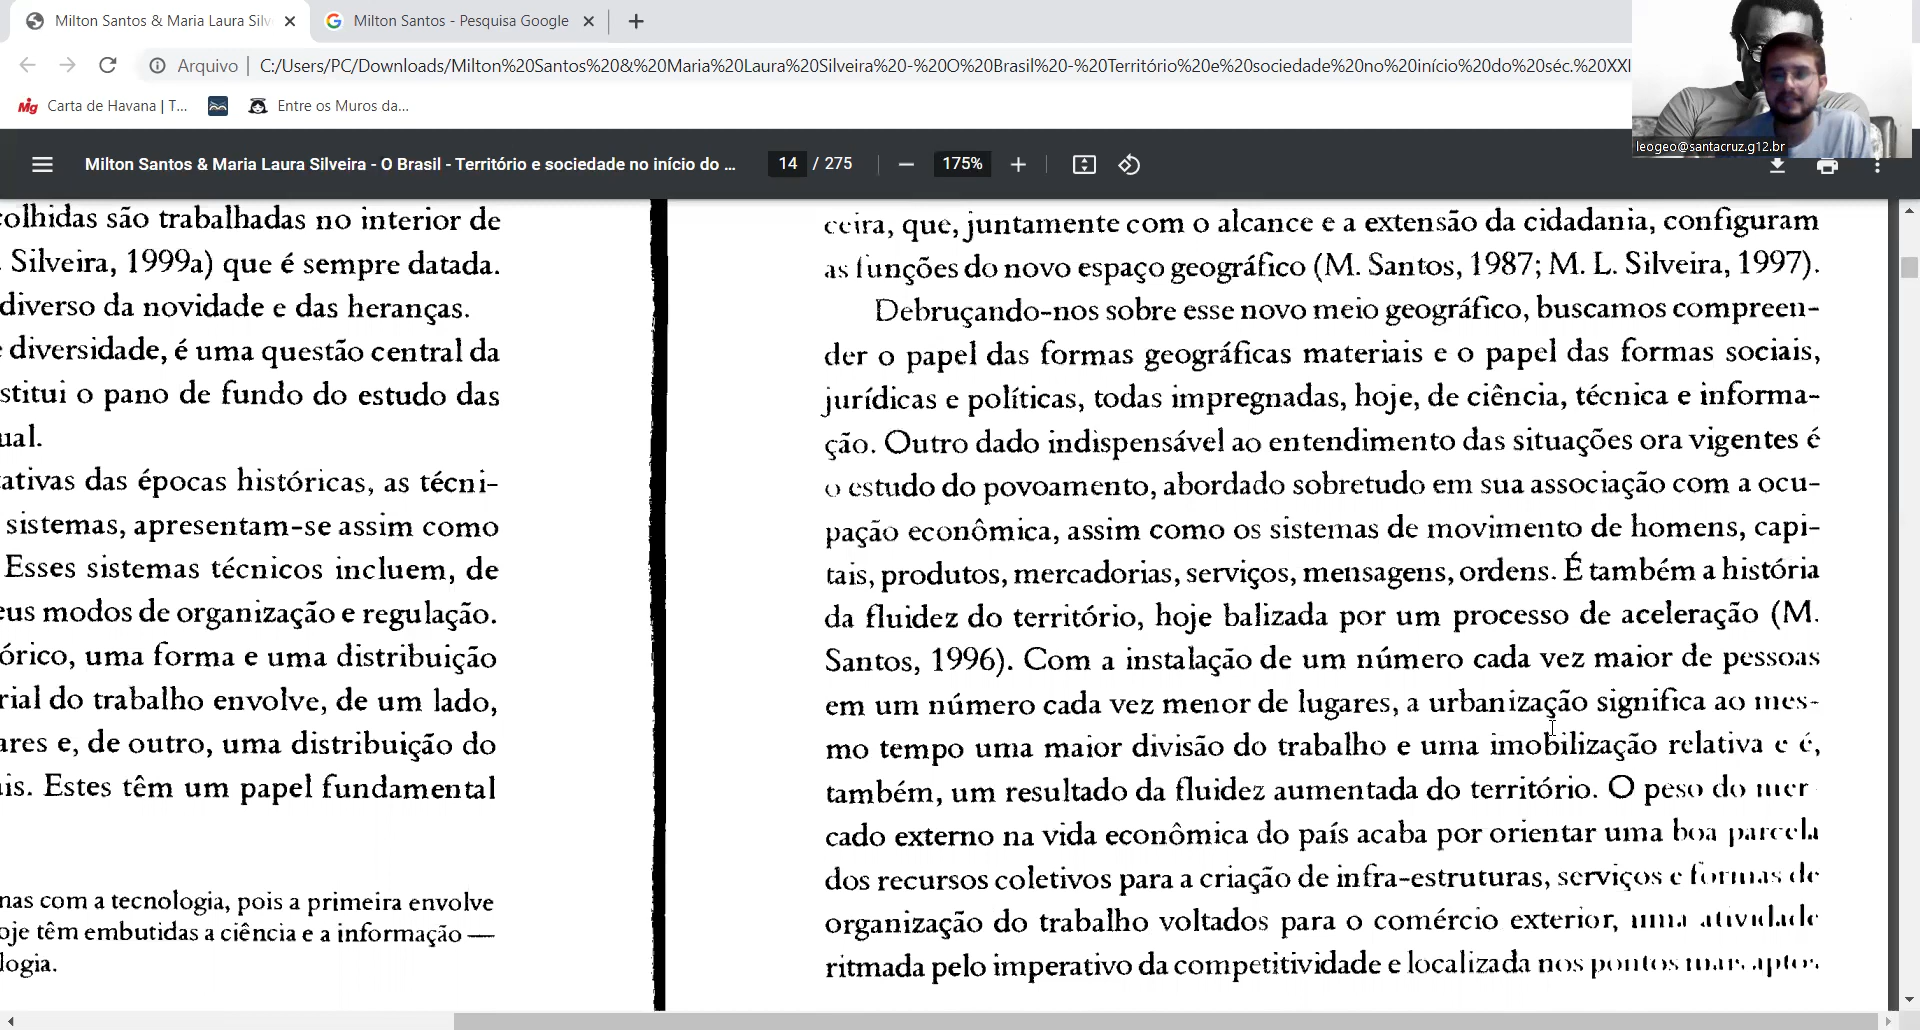 Milton Santos & Maria Laura Silv
Milton Santos - Pesquisa Google
Arquivo
C:/Users/PC/Downloads/Milton%20Santos%20&%20Maria%20Laura%20Silveira%20-%20O%20Brasil%20-%20Território%20e%20sociedade%20no%20início%20do%20séc.%20XXI
Carta de Havana | T...
Entre os Muros da...
leogeo@santacruz.g12.br
Milton Santos & Maria Laura Silveira - O Brasil - Território e sociedade no início do ...
14 / 275
175%
colhidas são trabalhadas no interior de
. Silveira, 1999a) que é sempre datada.
diverso da novidade e das heranças.
e diversidade, é uma questão central da
stitui o pano de fundo do estudo das
ual.
tativas das épocas históricas, as técni-
sistemas, apresentam-se assim como
Esses sistemas técnicos incluem, de
eus modos de organização e regulação.
órico, uma forma e uma distribuição
rial do trabalho envolve, de um lado,
ares e, de outro, uma distribuição do
ais. Estes têm um papel fundamental
nas com a tecnologia, pois a primeira envolve
oje têm embutidas a ciência e a informação —
logia.
ceira, que, juntamente com o alcance e a extensão da cidadania, configuram
as funções do novo espaço geográfico (M. Santos, 1987; M. L. Silveira, 1997).
Debruçando-nos sobre esse novo meio geográfico, buscamos compreen-
der o papel das formas geográficas materiais e o papel das formas sociais,
jurídicas e políticas, todas impregnadas, hoje, de ciência, técnica e informa-
ção. Outro dado indispensável ao entendimento das situações ora vigentes é
o estudo do povoamento, abordado sobretudo em sua associação com a ocu-
pação econômica, assim como os sistemas de movimento de homens, capi-
tais, produtos, mercadorias, serviços, mensagens, ordens. É também a história
da fluidez do território, hoje balizada por um processo de aceleração (M.
Santos, 1996). Com a instalação de um número cada vez maior de pessoas
em um número cada vez menor de lugares, a urbanização significa ao mes-
mo tempo uma maior divisão do trabalho e uma imobilização relativa e é,
também, um resultado da fluidez aumentada do território. O peso do mer
cado externo na vida econômica do país acaba por orientar uma boa parcela
dos recursos coletivos para a criação de infra-estruturas, serviços e formas de
organização do trabalho voltados para o comércio exterior, uma atividade
ritmada pelo imperativo da competitividade e localizada nos pontos mais aptos